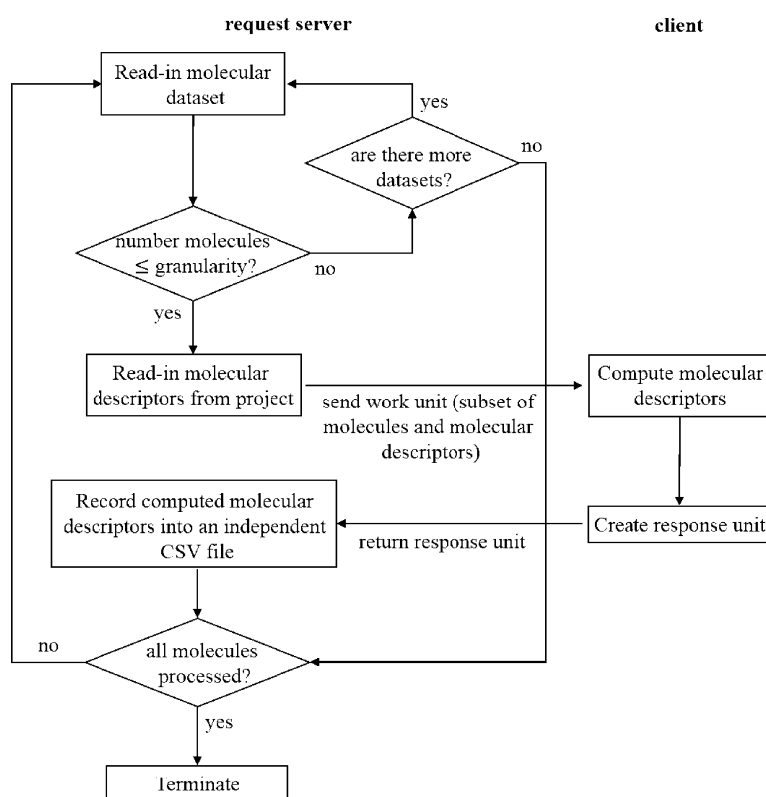 request server
client
Read-in molecular
dataset
yes
no
are there more
datasets?
number molecules
≤ granularity?
no
yes
Read-in molecular
descriptors from project
send work unit (subset of
molecules and molecular
descriptors)
Compute molecular
descriptors
Record computed molecular
descriptors into an independent
CSV file
return response unit
Create response unit
no
all molecules
processed?
yes
Terminate